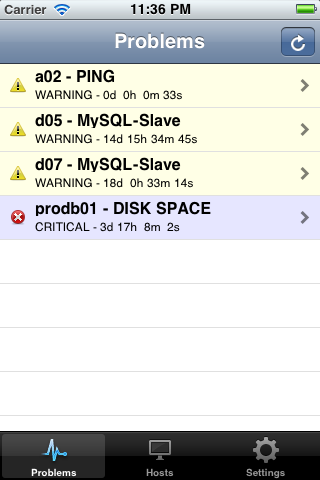 Carrier 11:36 PM
Problems
a02 - PING
WARNING - 0d 0h 0m 33s
d05 - MySQL-Slave
WARNING - 14d 15h 34m 45s
d07 - MySQL-Slave
WARNING - 18d 0h 33m 14s
prodb01 - DISK SPACE
CRITICAL - 3d 17h 8m 2s
Problems Hosts Settings